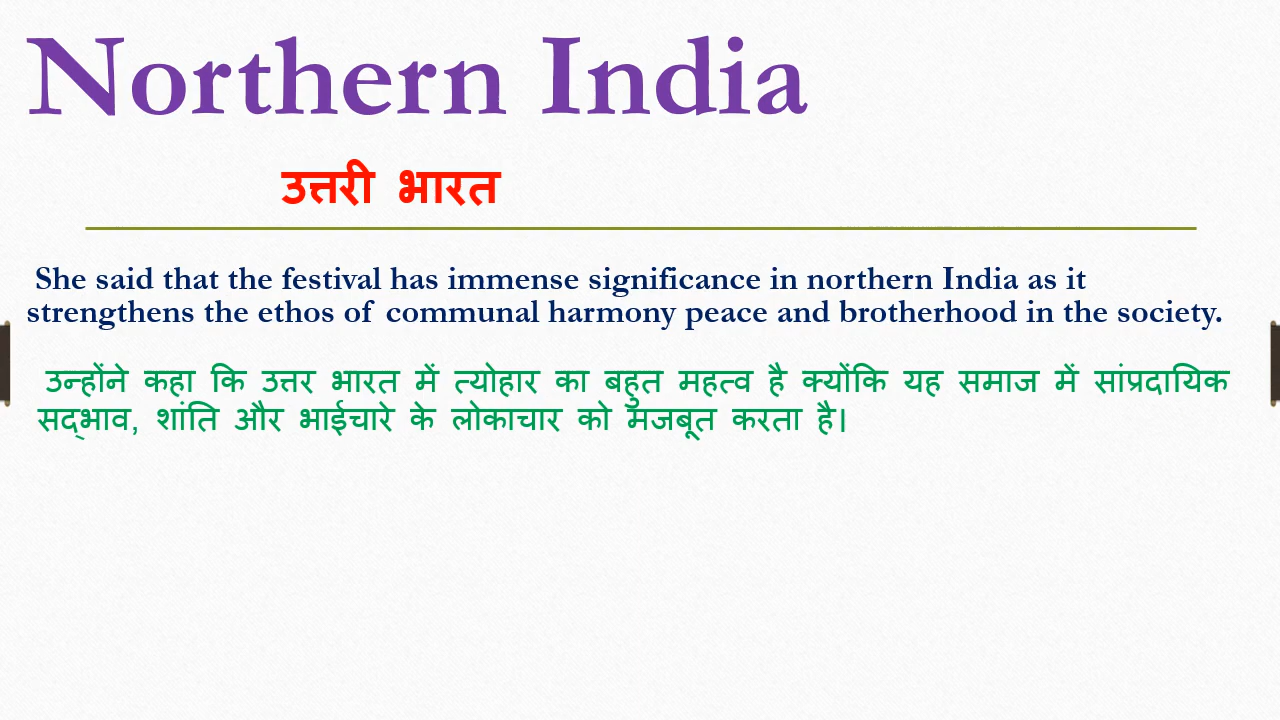 Northern India
उत्तरी भारत
She said that the festival has immense significance in northern India as it
strengthens the ethos of communal harmony peace and brotherhood in the society.
उन्होंने कहा कि उत्तर भारत में त्योहार का बहुत महत्व है क्योंकि यह समाज में सांप्रदायिक
सद्भाव, शांति और भाईचारे के लोकाचार को मजबूत करता है।